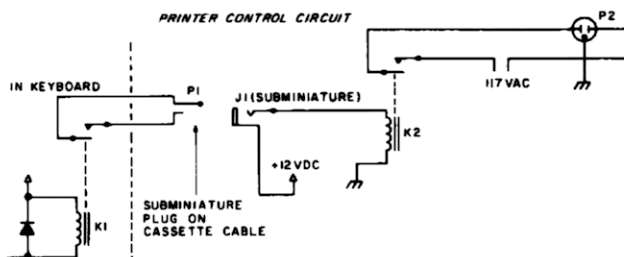 PRINTER CONTROL CIRCUIT
P2
IN KEYBOARD
P1
J1 (SUBMINIATURE)
117 VAC
K2
+12 VDC
SUBMINIATURE
PLUG ON
CASSETTE CABLE
K1